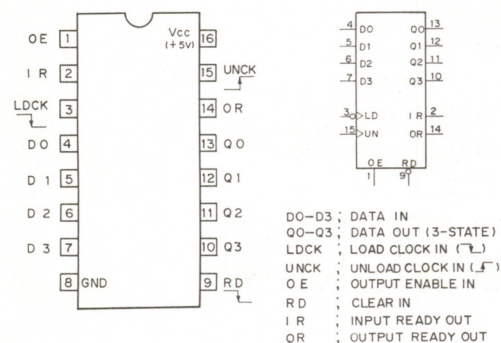 OE 1
IR 2
LDCK 3
D0 4
D1 5
D2 6
D3 7
8 GND
Vcc 16
(+5V)
15 UNCK
14 OR
13 Q0
12 Q1
11 Q2
10 Q3
9 RD
4 D0 Q0 13
5 D1 Q1 12
6 D2 Q2 11
7 D3 Q3 10
3 LD IR 2
15 UN OR 14
OE RD
1 9
D0-D3 ; DATA IN
Q0-Q3 ; DATA OUT (3-STATE)
LDCK ; LOAD CLOCK IN ( )
UNCK ; UNLOAD CLOCK IN ( )
OE ; OUTPUT ENABLE IN
RD ; CLEAR IN
IR ; INPUT READY OUT
OR ; OUTPUT READY OUT